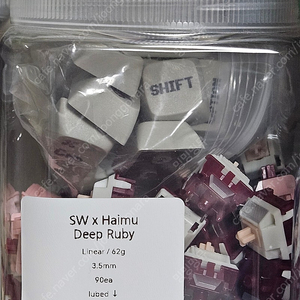 SHIFT
SW x Haimu
Deep Ruby
Linear / 62g
3.5mm
90ea
lubed ↓